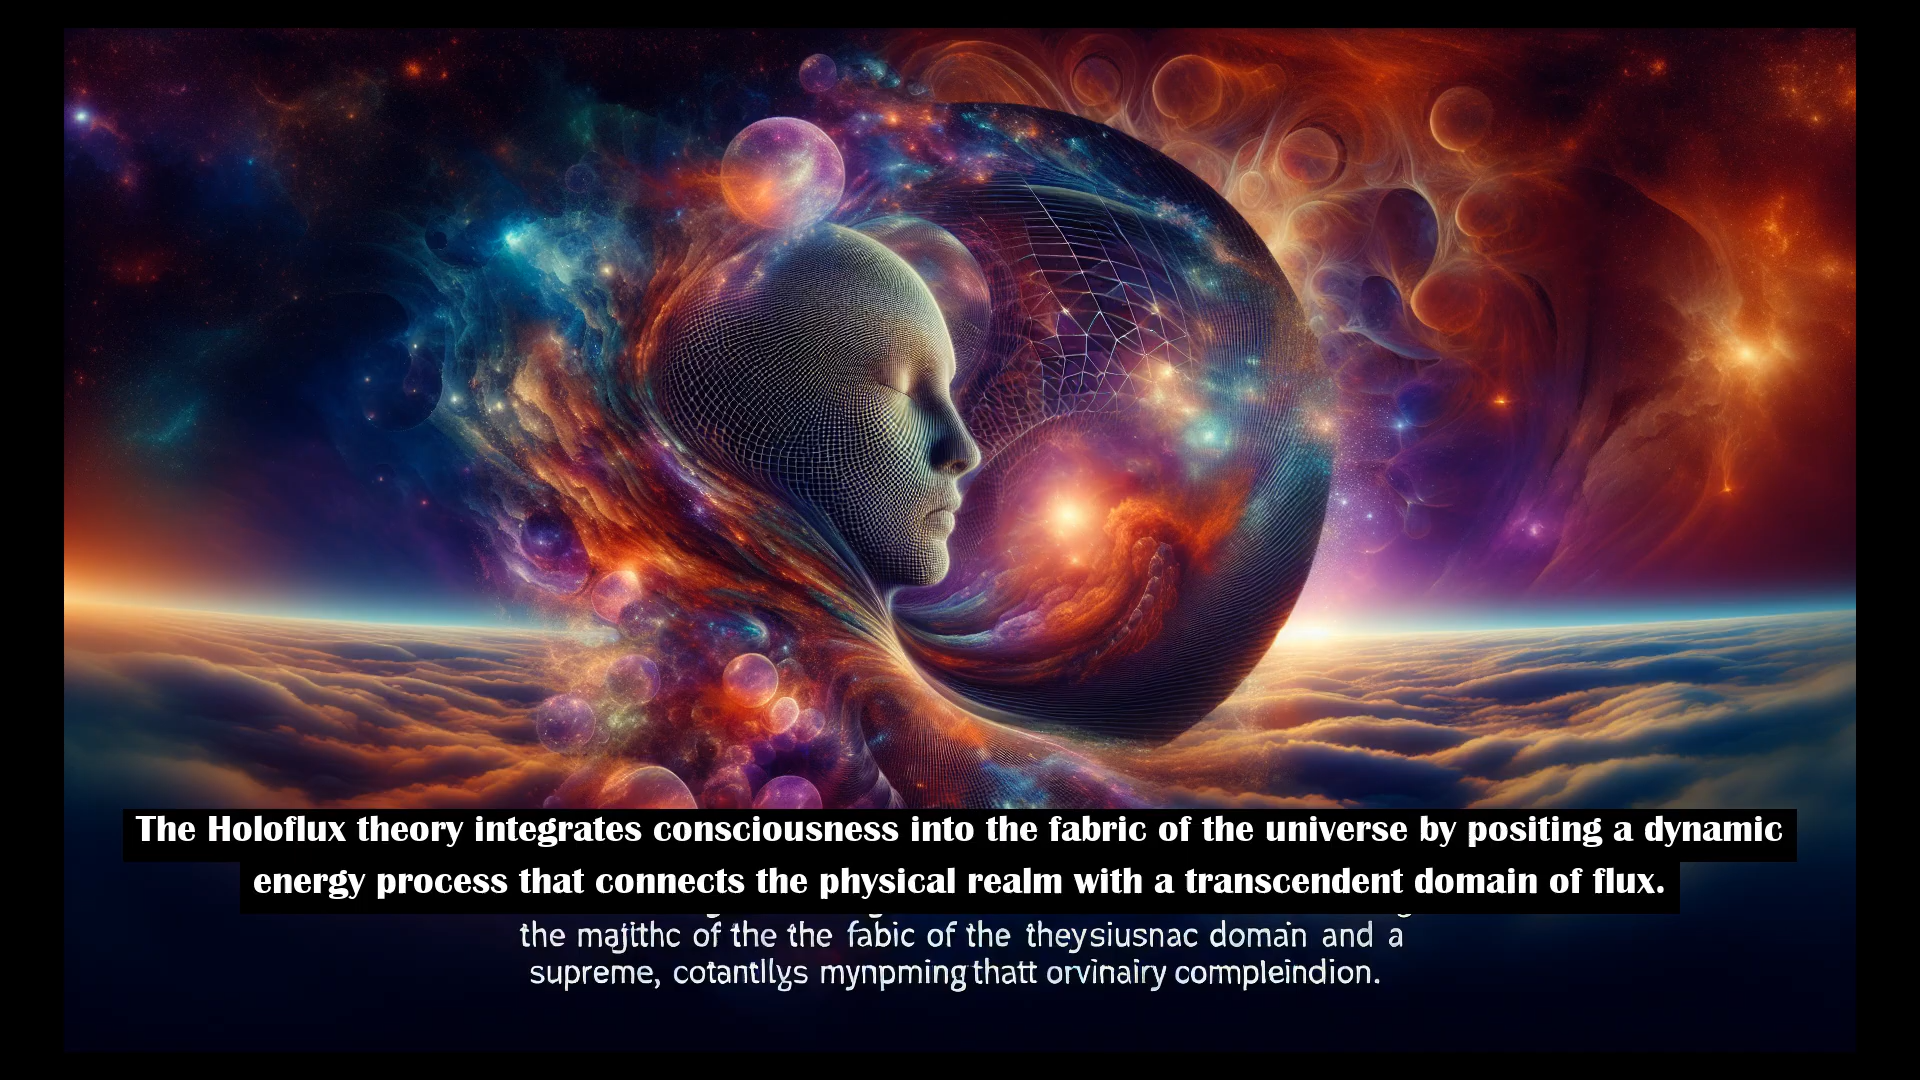 The Holoflux theory integrates consciousness into the fabric of the universe by positing a dynamic
energy process that connects the physical realm with a transcendent domain of flux.
the majithc of the the fabic of the theysiusnac domain and a
supreme, cotantllys mynpming thatt orvinairy compleindion.